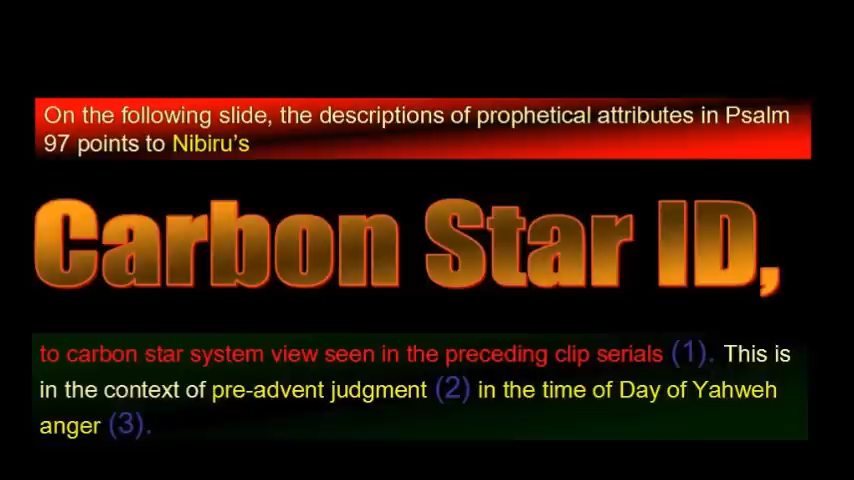 On the following slide, the descriptions of prophetical attributes in Psalm
97 points to Nibiru's
Carbon Star ID,
to carbon star system view seen in the preceding clip serials (1). This is
in the context of pre-advent judgment (2) in the time of Day of Yahweh
anger (3).